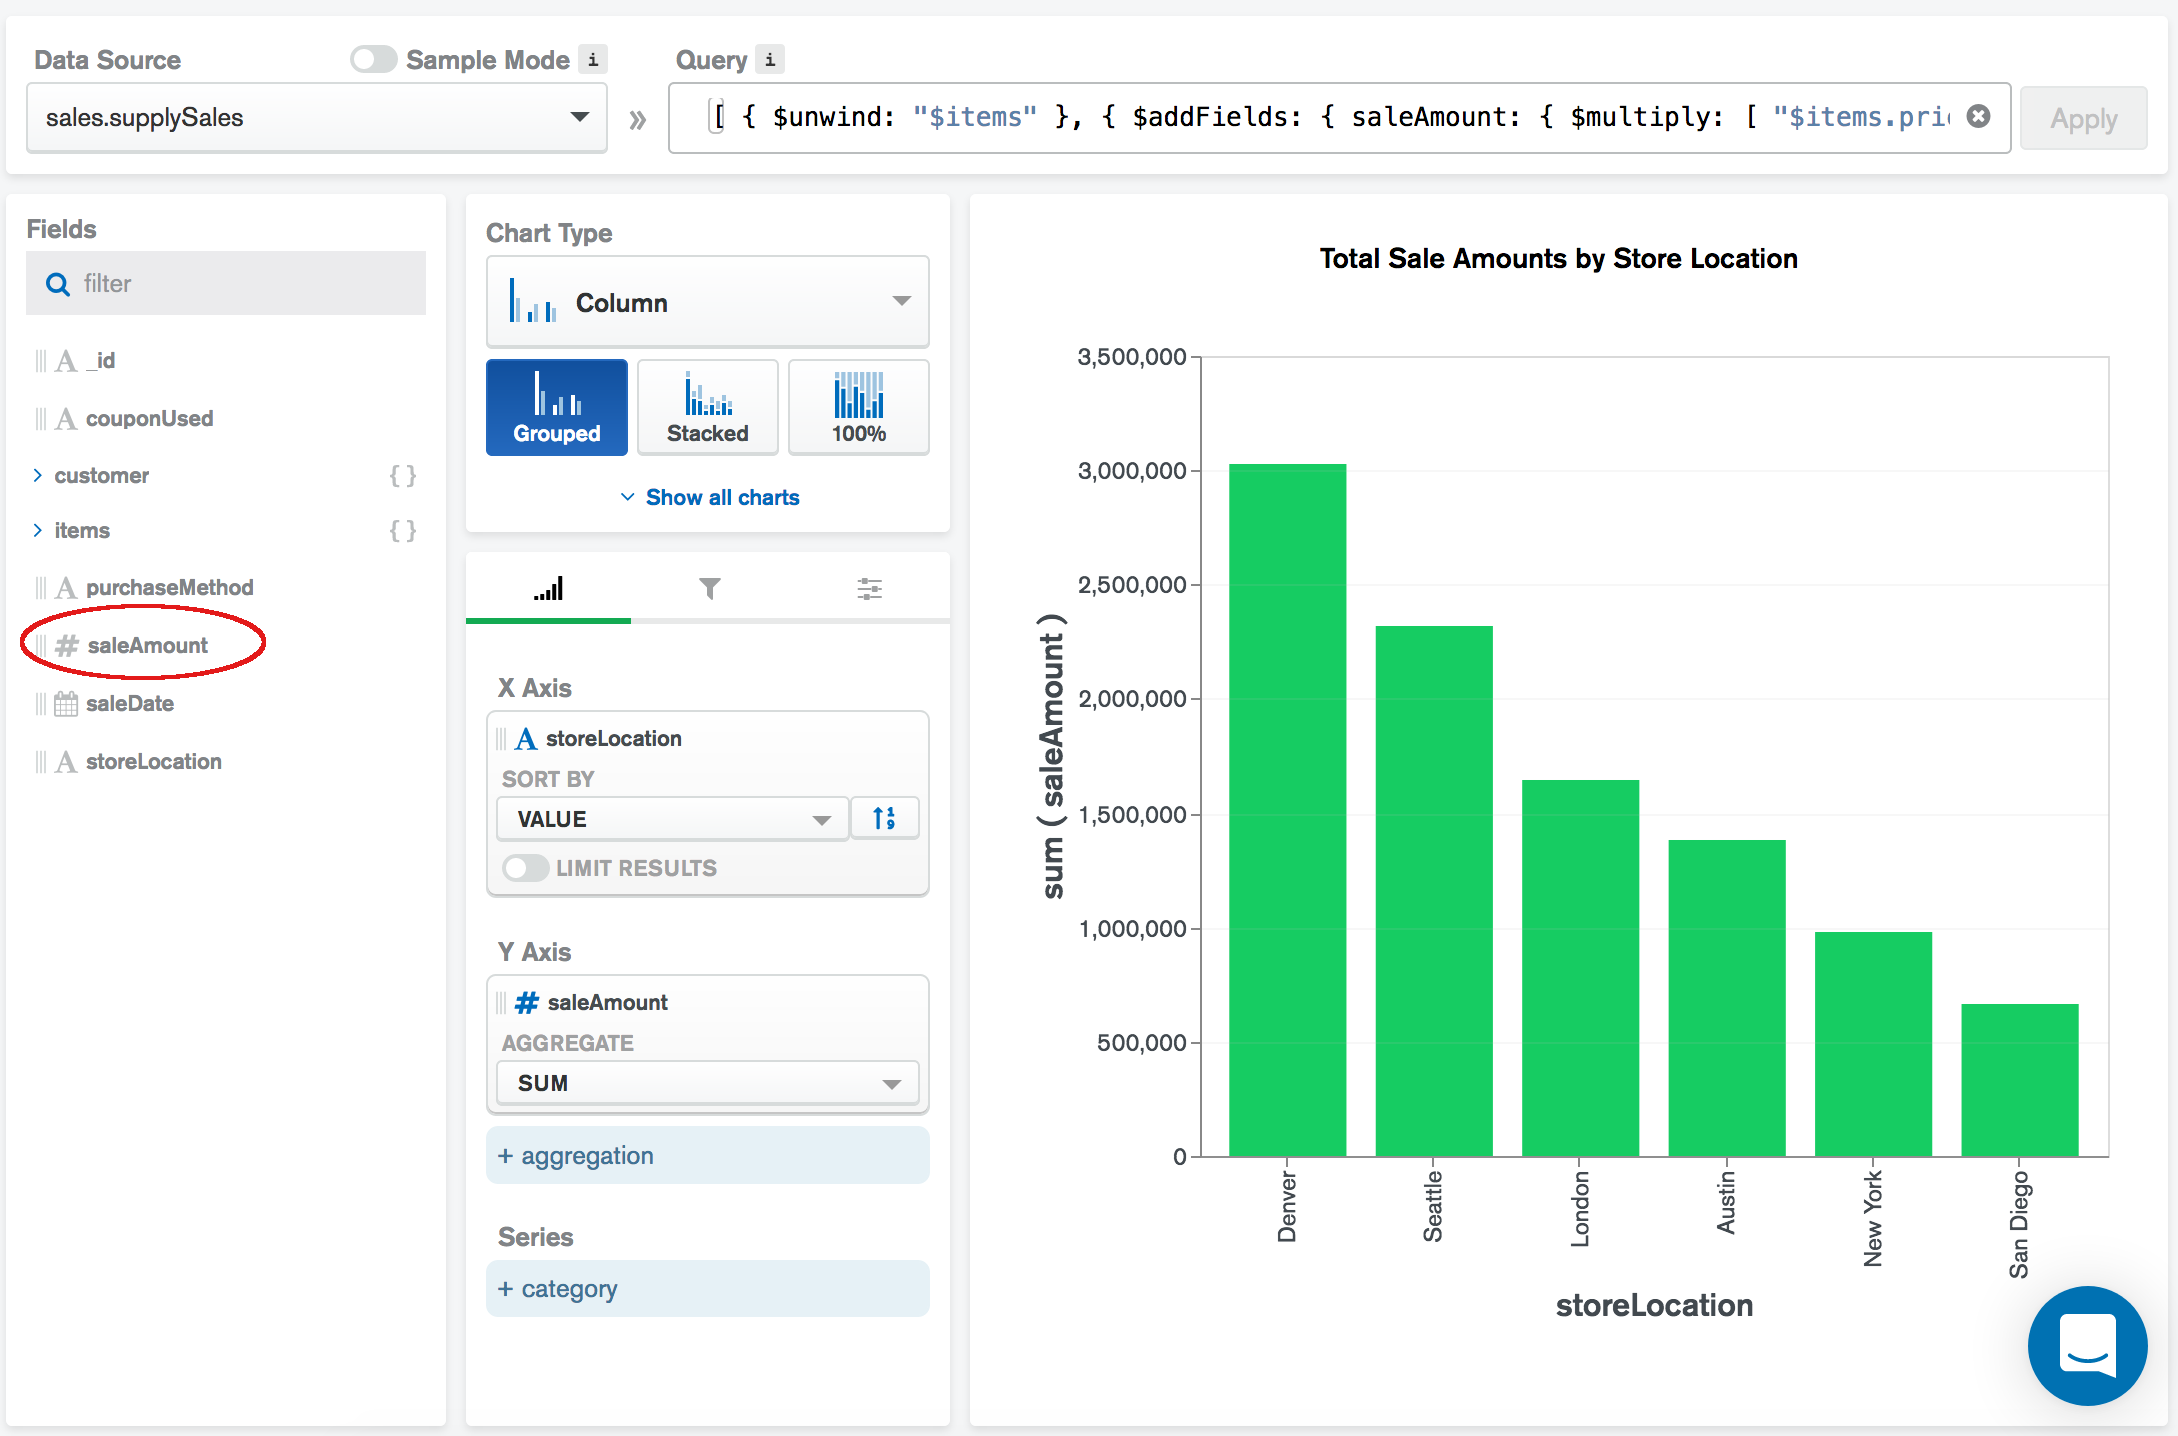 Data Source
Sample Mode i
Query i
sales.supplySales
»
[ { $unwind: "$items" }, { $addFields: { saleAmount: { $multiply: [ "$items.pric
Apply
Fields
filter
A _id
A couponUsed
customer { }
items { }
A purchaseMethod
# saleAmount
saleDate
A storeLocation
Chart Type
Column
Grouped
Stacked
100%
Show all charts
X Axis
A storeLocation
SORT BY
VALUE
1
9
LIMIT RESULTS
Y Axis
# saleAmount
AGGREGATE
SUM
+ aggregation
Series
+ category
Total Sale Amounts by Store Location
sum ( saleAmount )
3,500,000
3,000,000
2,500,000
2,000,000
1,500,000
1,000,000
500,000
0
Denver
Seattle
London
Austin
New York
San Diego
storeLocation